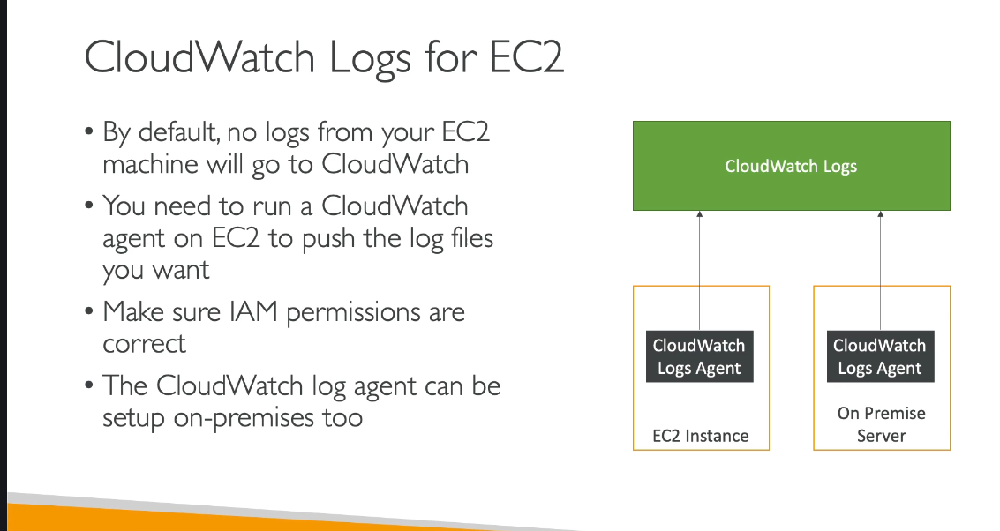 CloudWatch Logs for EC2
• By default, no logs from your EC2
machine will go to CloudWatch
• You need to run a CloudWatch
agent on EC2 to push the log files
you want
• Make sure IAM permissions are
correct
• The CloudWatch log agent can be
setup on-premises too
CloudWatch Logs
CloudWatch
Logs Agent
EC2 Instance
CloudWatch
Logs Agent
On Premise
Server